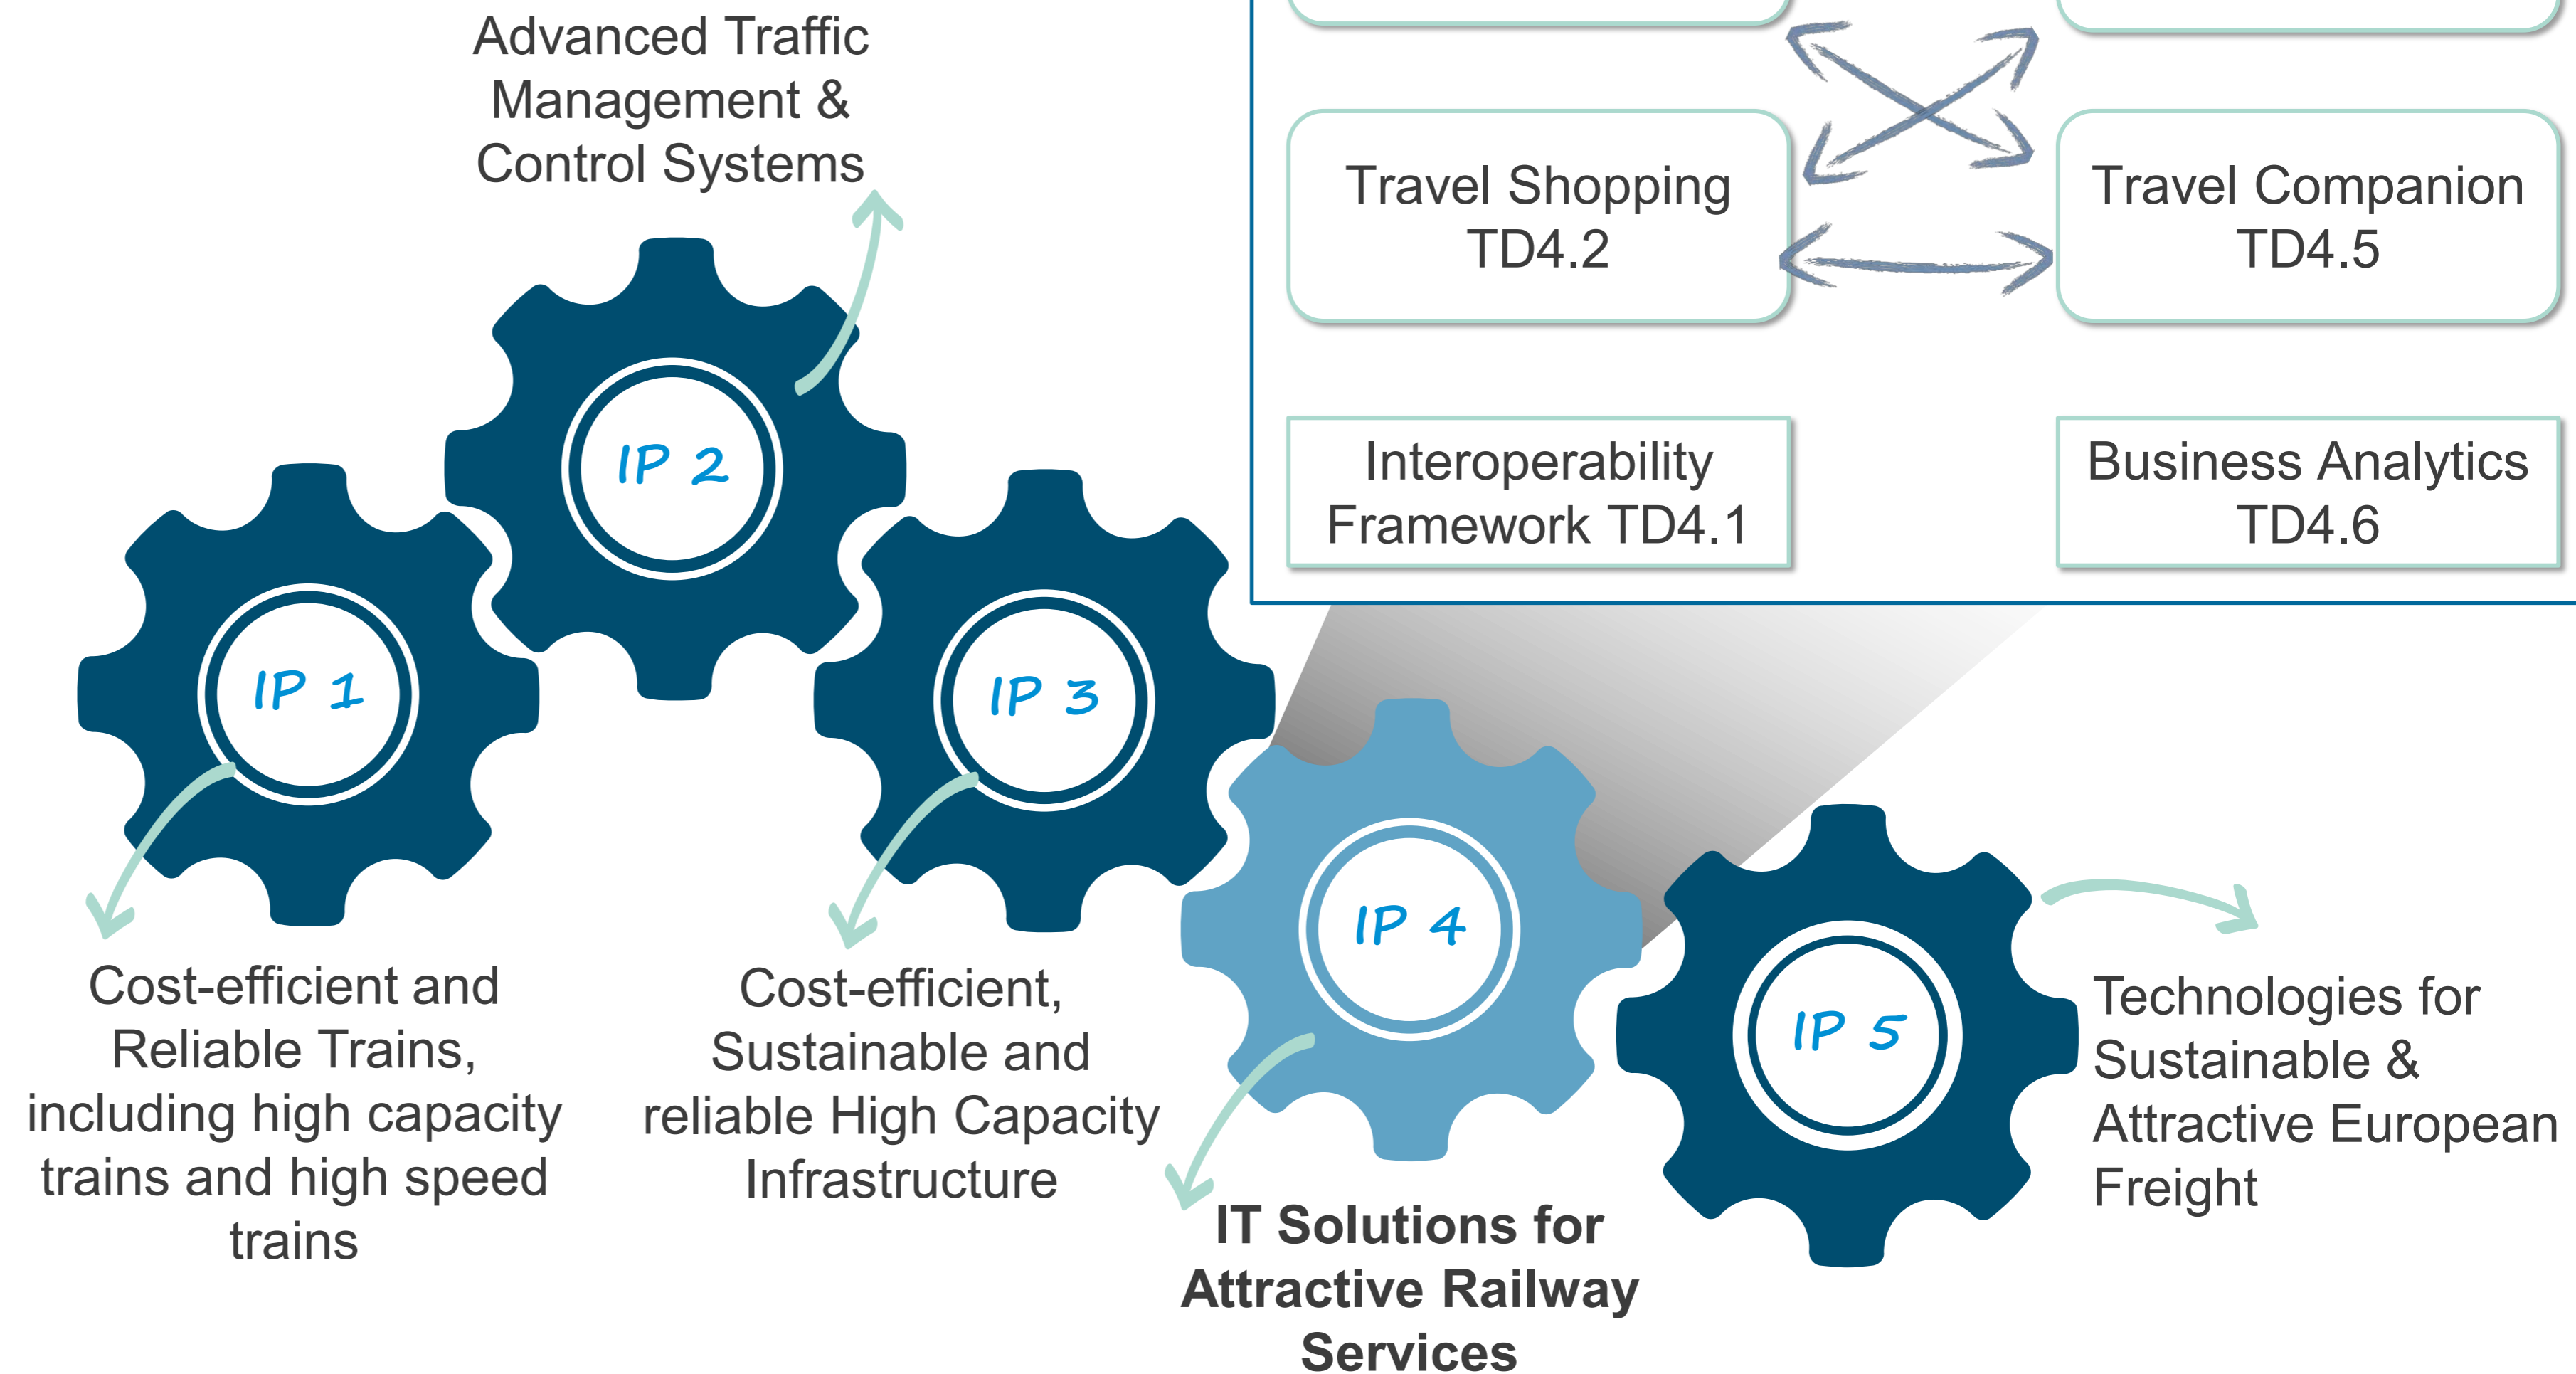 Advanced Traffic
Management &
Control Systems
Travel Shopping
TD4.2
Travel Companion
TD4.5
Interoperability
Framework TD4.1
Business Analytics
TD4.6
IP 2
IP 1
IP 3
IP 4
IP 5
Cost-efficient and
Reliable Trains,
including high capacity
trains and high speed
trains
Cost-efficient,
Sustainable and
reliable High Capacity
Infrastructure
IT Solutions for
Attractive Railway
Services
Technologies for
Sustainable &
Attractive European
Freight